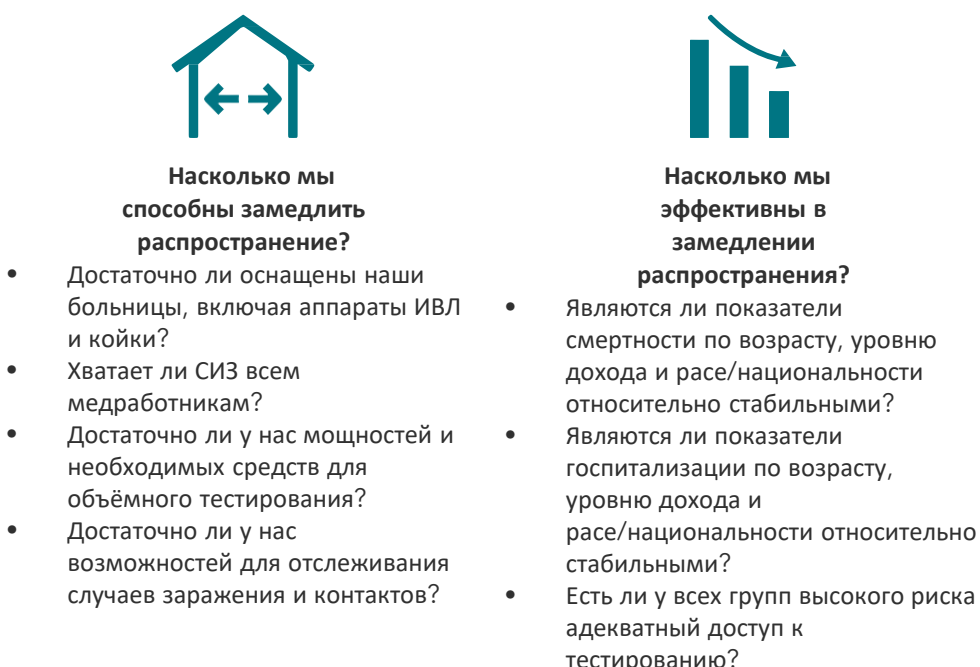 Насколько мы
способны замедлить
распространение?
• Достаточно ли оснащены наши
больницы, включая аппараты ИВЛ
и койки?
• Хватает ли СИЗ всем
медработникам?
• Достаточно ли у нас мощностей и
необходимых средств для
объёмного тестирования?
• Достаточно ли у нас
возможностей для отслеживания
случаев заражения и контактов?
Насколько мы
эффективны в
замедлении
распространения?
• Являются ли показатели
смертности по возрасту, уровню
дохода и расе/национальности
относительно стабильными?
• Являются ли показатели
госпитализации по возрасту,
уровню дохода и
расе/национальности относительно
стабильными?
• Есть ли у всех групп высокого риска
адекватный доступ к
тестированию?